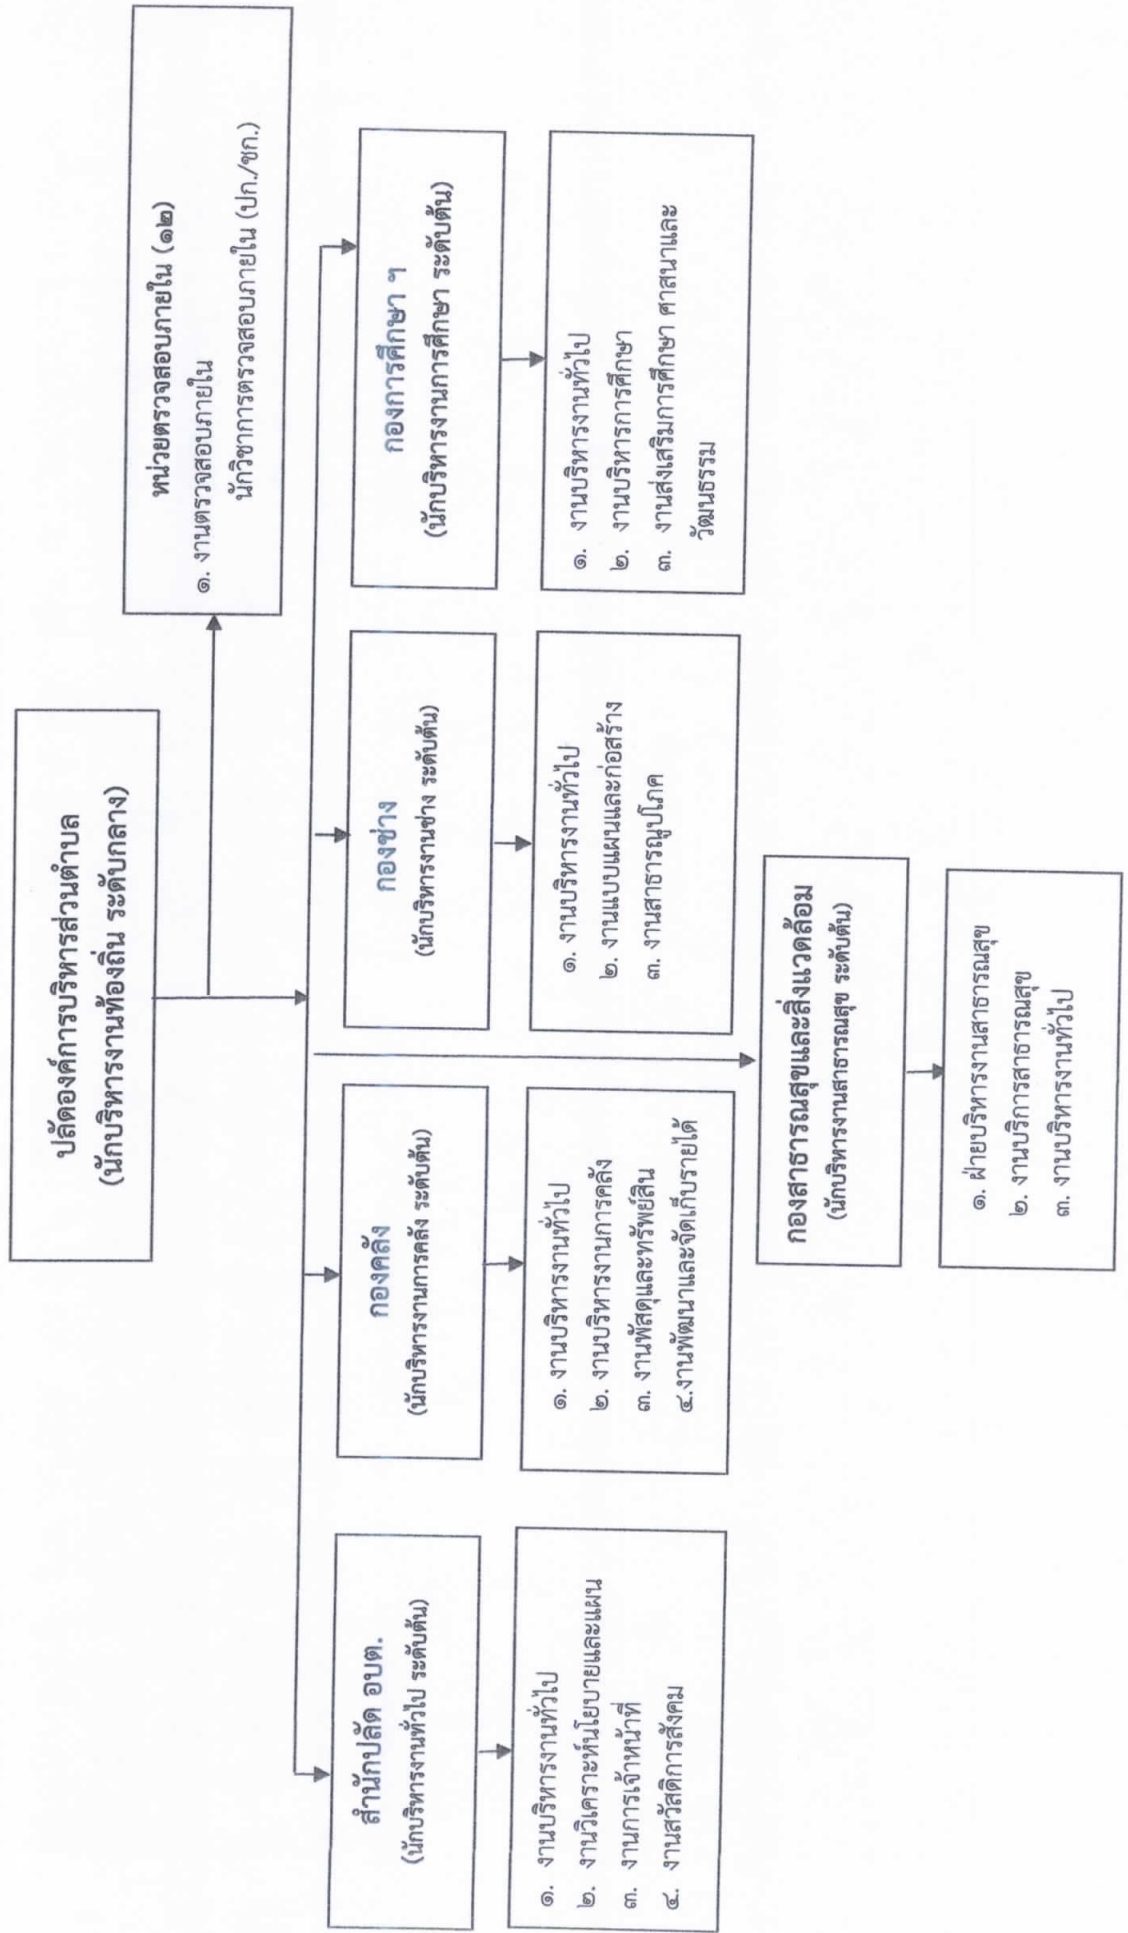 ปลัดองค์การบริหารส่วนตำบล
(นักบริหารงานท้องถิ่น ระดับกลาง)
หน่วยตรวจสอบภายใน (๑๒)
๑. งานตรวจสอบภายใน
นักวิชาการตรวจสอบภายใน (ปก./ชก.)
สำนักปลัด อบต.
(นักบริหารงานทั่วไป ระดับต้น)
๑. งานบริหารงานทั่วไป
๒. งานวิเคราะห์นโยบายและแผน
๓. งานการเจ้าหน้าที่
๔. งานสวัสดิการสังคม
กองคลัง
(นักบริหารงานการคลัง ระดับต้น)
๑. งานบริหารงานทั่วไป
๒. งานบริหารงานการคลัง
๓. งานพัสดุและทรัพย์สิน
๔.งานพัฒนาและจัดเก็บรายได้
กองช่าง
(นักบริหารงานช่าง ระดับต้น)
๑. งานบริหารงานทั่วไป
๒. งานแบบแผนและก่อสร้าง
๓. งานสาธารณูปโภค
กองการศึกษา ฯ
(นักบริหารงานการศึกษา ระดับต้น)
๑. งานบริหารงานทั่วไป
๒. งานบริหารการศึกษา
๓. งานส่งเสริมการศึกษา ศาสนาและ
วัฒนธรรม
กองสาธารณสุขและสิ่งแวดล้อม
(นักบริหารงานสาธารณสุข ระดับต้น)
๑. ฝ่ายบริหารงานสาธารณสุข
๒. งานบริการสาธารณสุข
๓. งานบริหารงานทั่วไป